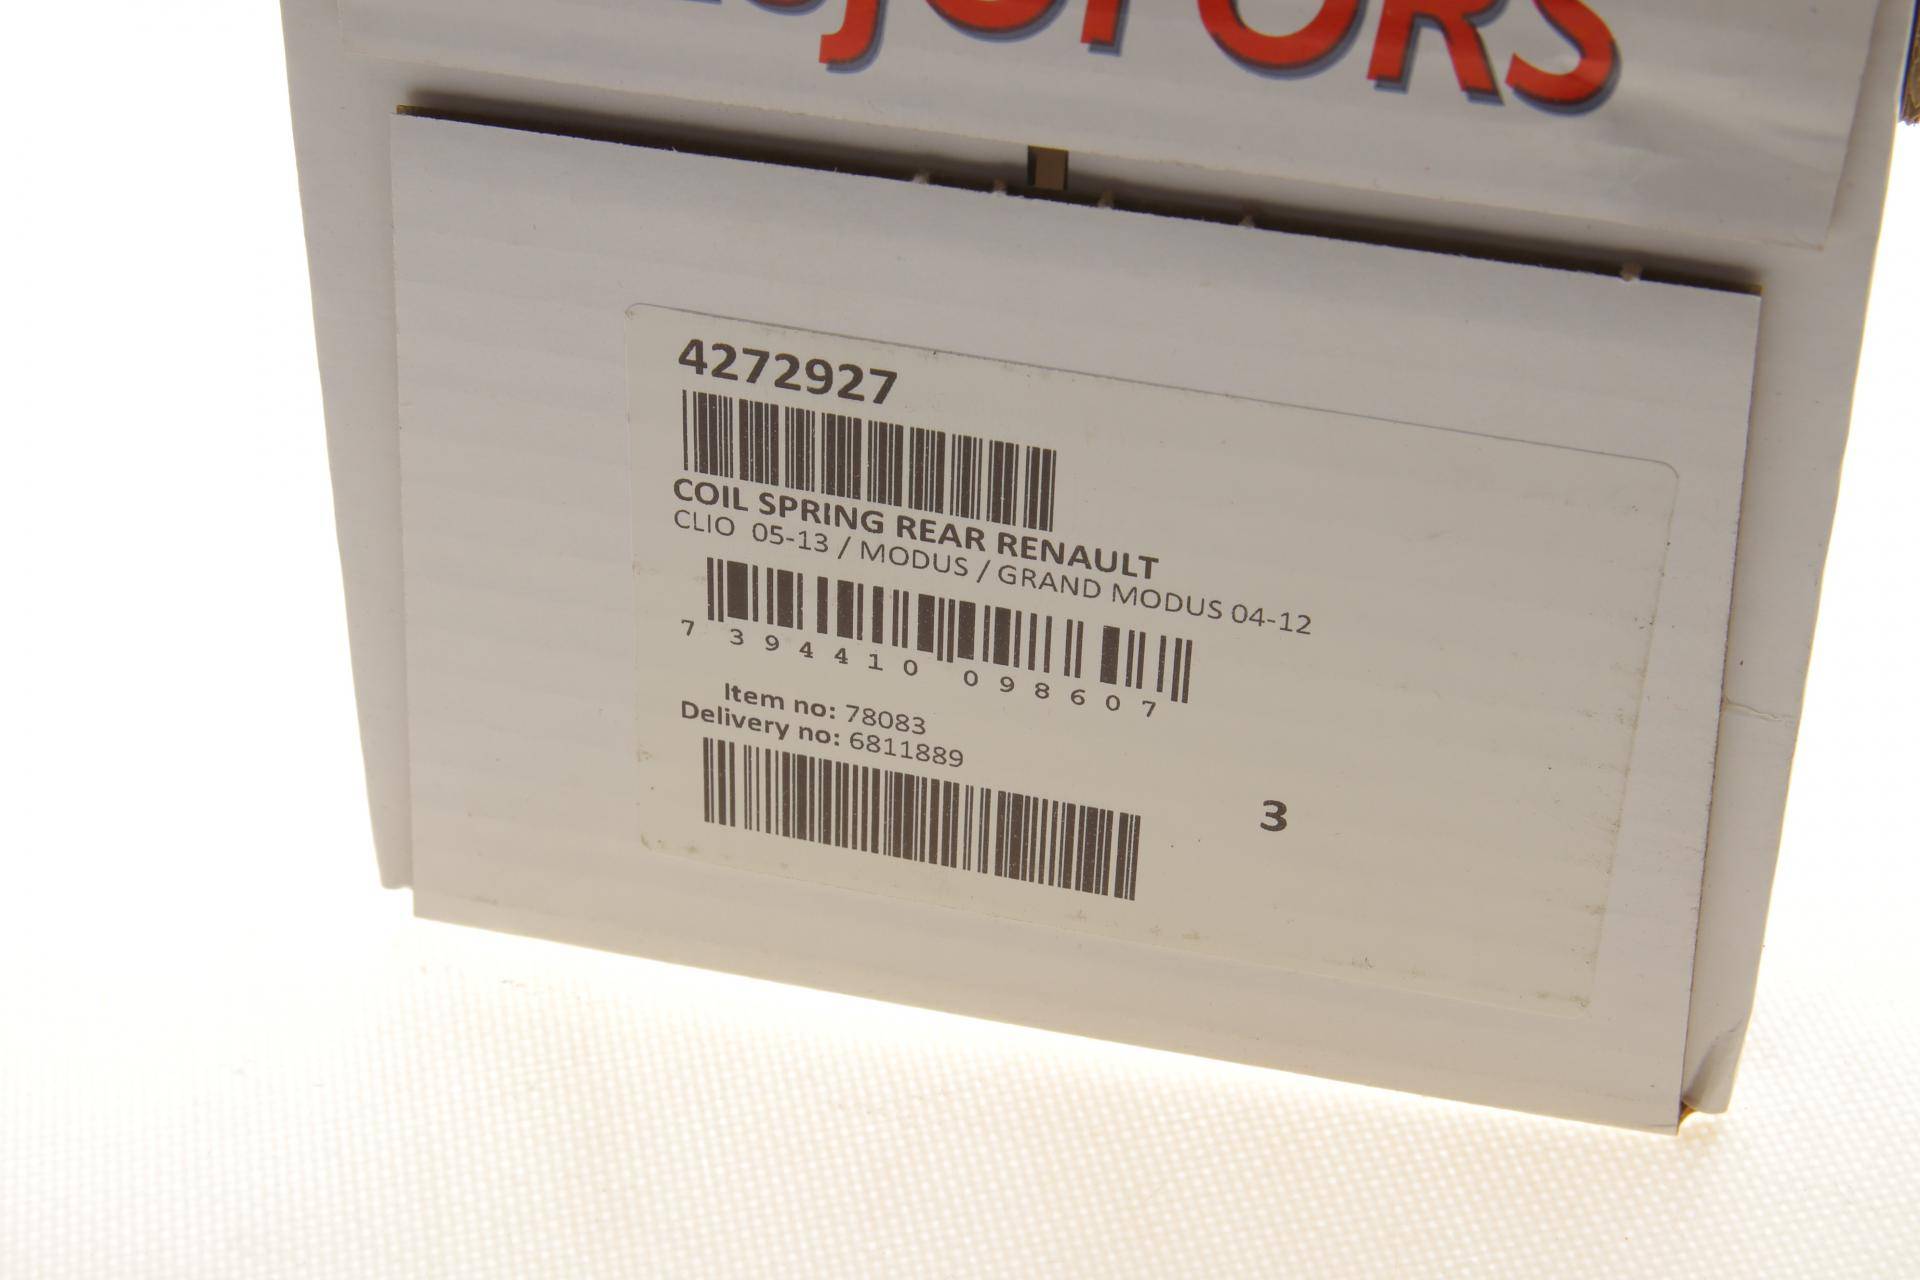 4272927
COIL SPRING REAR RENAULT
CLIO 05-13 / MODUS / GRAND MODUS 04-12
7 394410 098607
Item no: 78083
Delivery no: 6811889
3